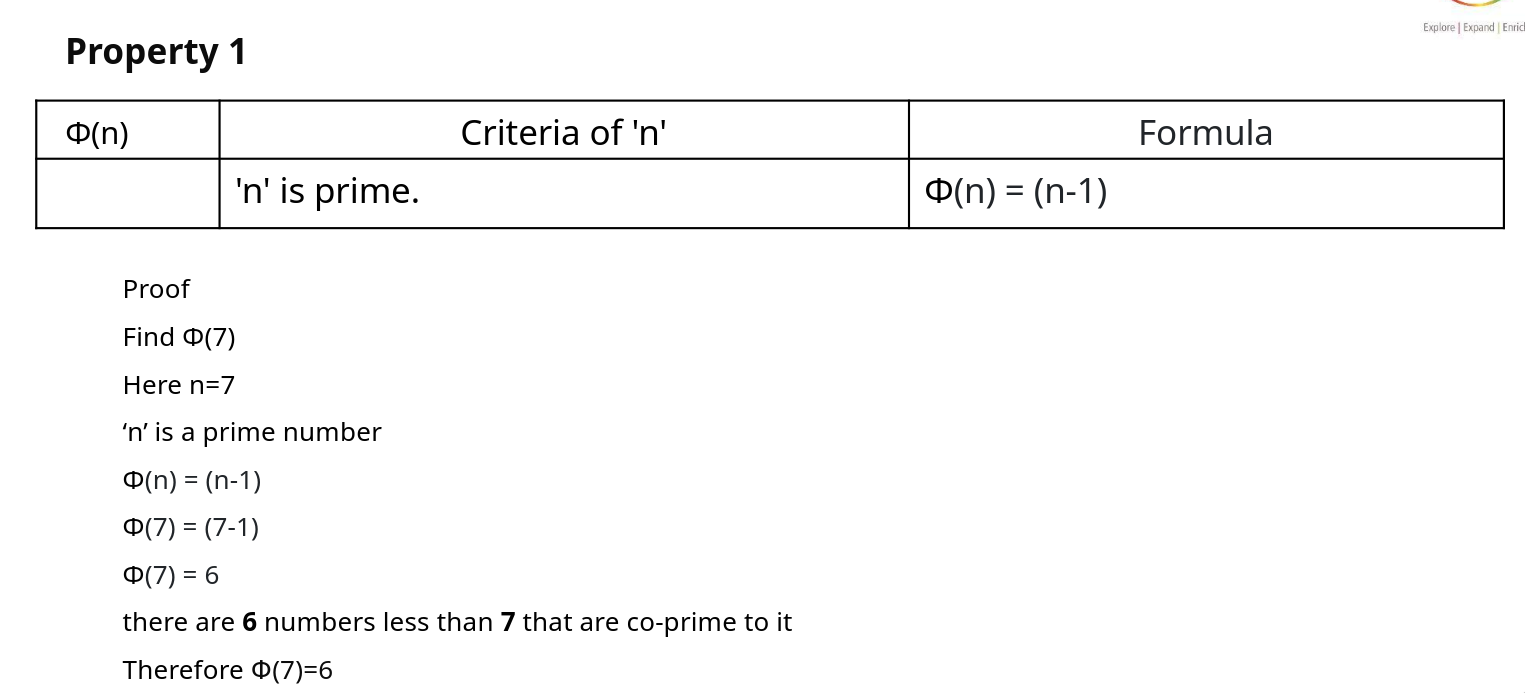 Explore | Expand |
Property 1
Φ(n) Criteria of 'n' Formula
'n' is prime. Φ(n) = (n-1)
Proof
Find Φ(7)
Here n=7
‘n’ is a prime number
Φ(n) = (n-1)
Φ(7) = (7-1)
Φ(7) = 6
there are 6 numbers less than 7 that are co-prime to it
Therefore Φ(7)=6